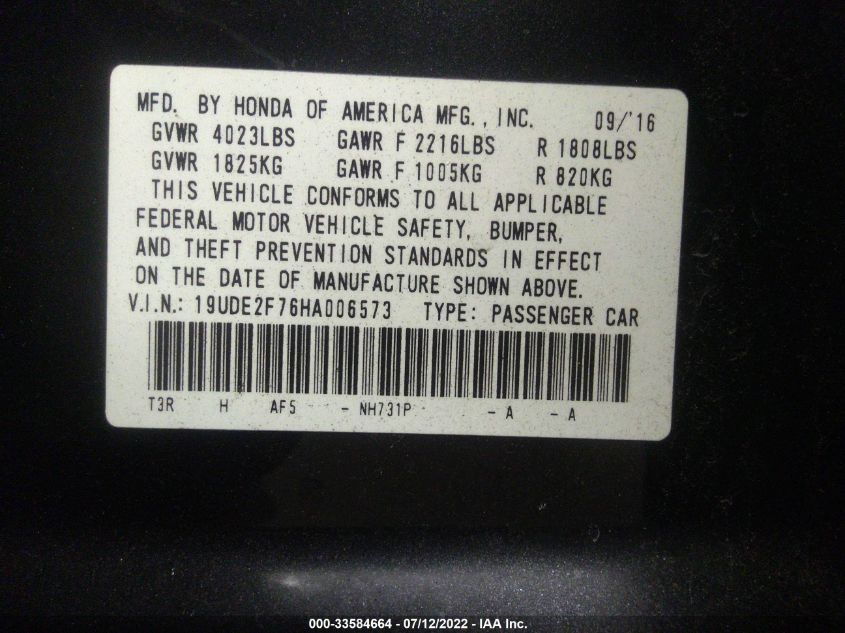 MFD. BY HONDA OF AMERICA MFG., INC. 09/'16
GVWR 4023LBS GAWR F 2216LBS R 1808LBS
GVWR 1825KG GAWR F 1005KG R 820KG
THIS VEHICLE CONFORMS TO ALL APPLICABLE
FEDERAL MOTOR VEHICLE SAFETY, BUMPER,
AND THEFT PREVENTION STANDARDS IN EFFECT
ON THE DATE OF MANUFACTURE SHOWN ABOVE.
V.I.N.: 19UDE2F76HA006573 TYPE: PASSENGER CAR
T3R H AF5 - NH731P - A - A
000-33584664 - 07/12/2022 - IAA Inc.